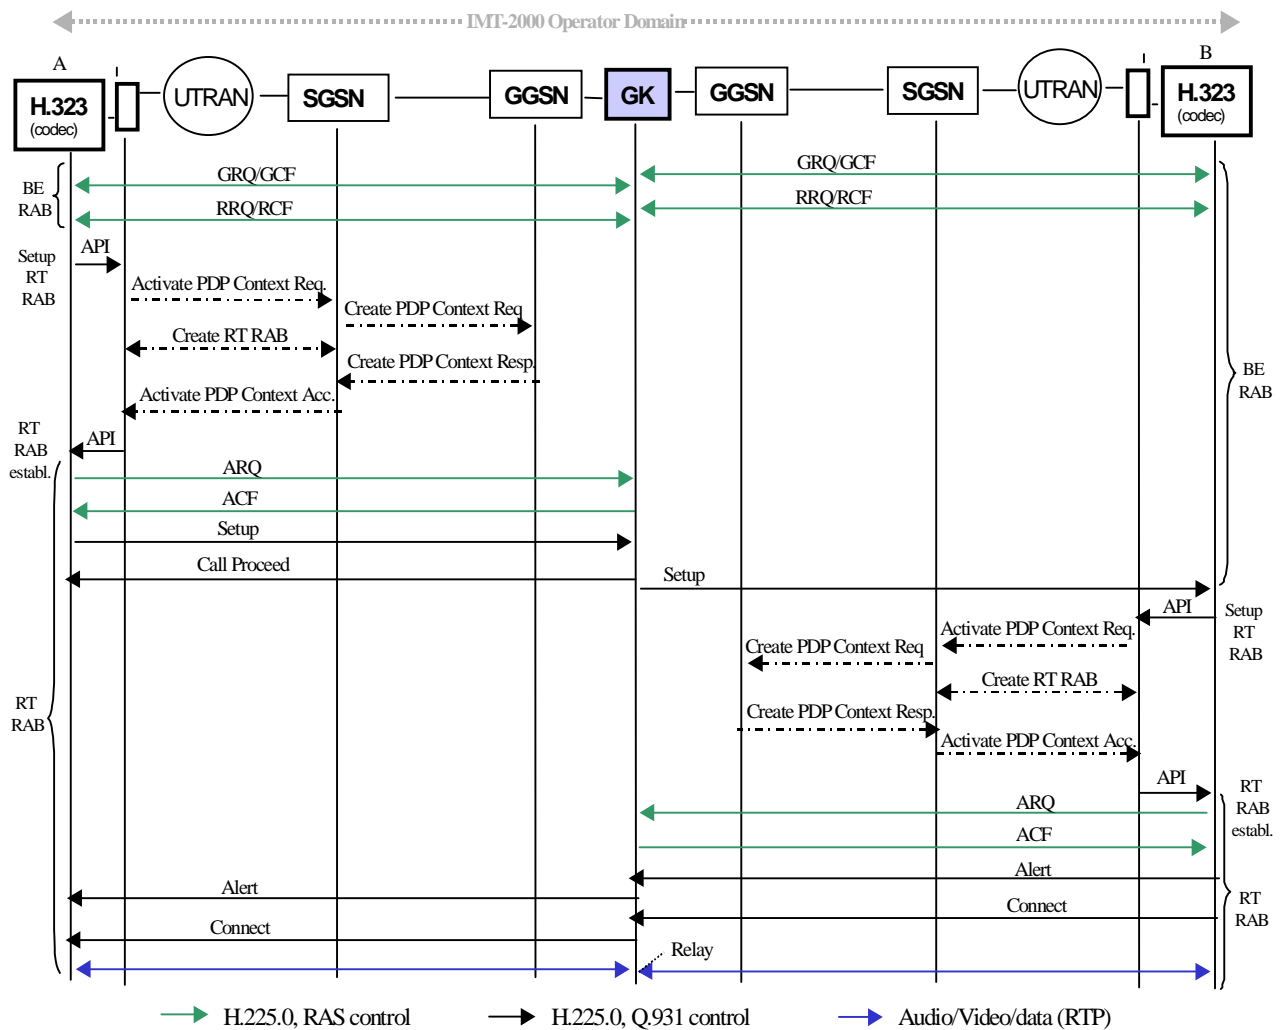 IMT-2000 Operator Domain
A
B
H.323
(codec)
UTRAN
SGSN
GGSN
GK
GGSN
SGSN
UTRAN
H.323
(codec)
BE
RAB
GRQ/GCF
GRQ/GCF
RRQ/RCF
RRQ/RCF
Setup
RT
RAB
API
Activate PDP Context Req.
Create PDP Context Req
Create RT RAB
Create PDP Context Resp.
Activate PDP Context Acc.
BE
RAB
RT
RAB
establ.
API
ARQ
ACF
Setup
Call Proceed
Setup
API
Setup
RT
RAB
Activate PDP Context Req.
Create PDP Context Req
Create RT RAB
RT
RAB
Create PDP Context Resp.
Activate PDP Context Acc.
API
RT
RAB
establ.
ARQ
ACF
Alert
Alert
Connect
RT
RAB
Connect
Relay
H.225.0, RAS control
H.225.0, Q.931 control
Audio/Video/data (RTP)